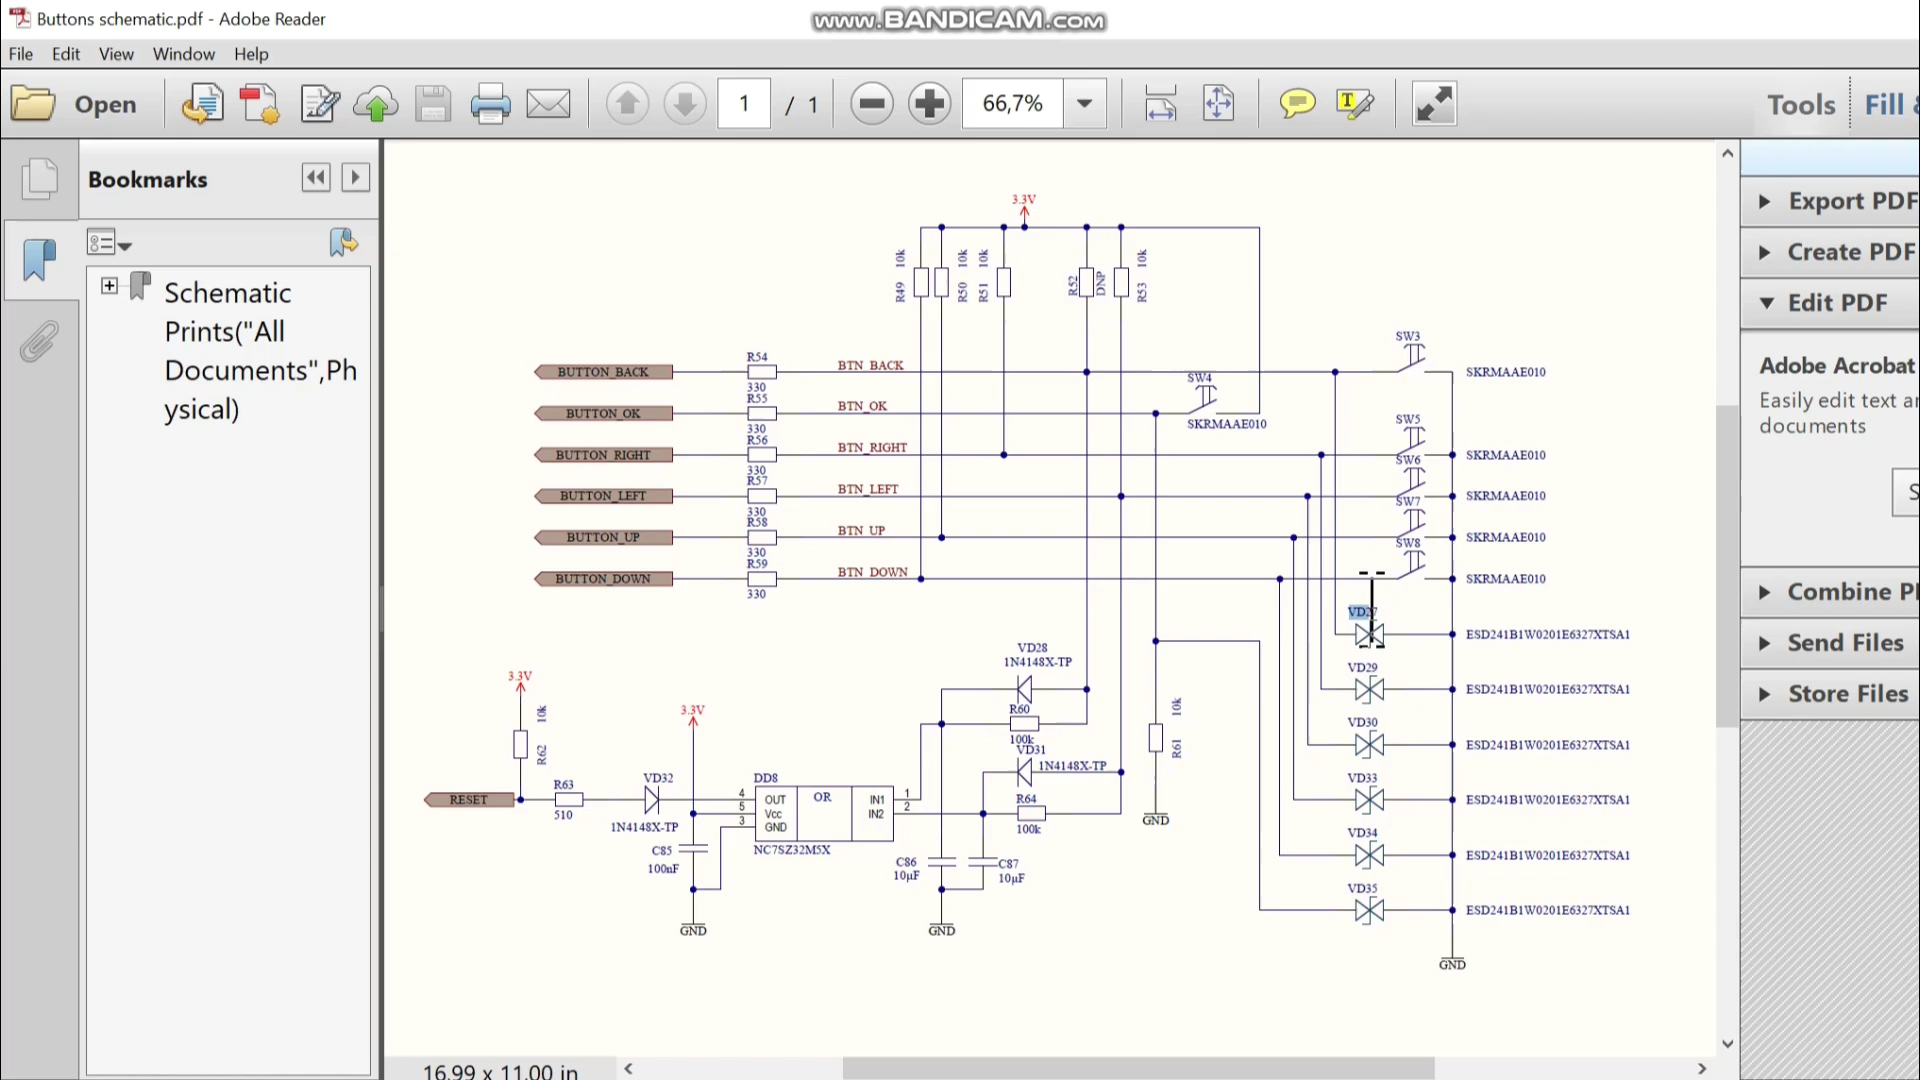 Buttons schematic.pdf - Adobe Reader
www.BANDICAM.com
File Edit View Window Help
Open
1 / 1
66,7%
Tools
Fill &
Bookmarks
Schematic
Prints("All
Documents",Ph
ysical)
Export PDF
Create PDF
Edit PDF
Adobe Acrobat
Easily edit text
documents
S
Combine
Send Files
Store Files
3.3V
R49 10k
R50 10k
R51 10k
R52 DNP
R53 10k
BUTTON_BACK
R54
330
BTN_BACK
SW3
SKRMAAE010
BUTTON_OK
R55
330
BTN_OK
SW4
SKRMAAE010
BUTTON_RIGHT
R56
330
BTN_RIGHT
SW5
SKRMAAE010
BUTTON_LEFT
R57
330
BTN_LEFT
SW6
SKRMAAE010
BUTTON_UP
R58
330
BTN_UP
SW7
SKRMAAE010
BUTTON_DOWN
R59
330
BTN_DOWN
SW8
SKRMAAE010
VD27
ESD241B1W0201E6327XTSA1
VD29
ESD241B1W0201E6327XTSA1
VD30
ESD241B1W0201E6327XTSA1
VD33
ESD241B1W0201E6327XTSA1
VD34
ESD241B1W0201E6327XTSA1
VD35
ESD241B1W0201E6327XTSA1
GND
VD28
1N4148X-TP
R60
100k
VD31
1N4148X-TP
R64
100k
R61 10k
GND
3.3V
R62 10k
RESET
R63
510
VD32
1N4148X-TP
3.3V
C85
100nF
GND
DD8
4 OUT OR IN1 1
5 Vcc IN2 2
3 GND
NC7SZ32M5X
C86
10µF
C87
10µF
GND
16,99 x 11,00 in